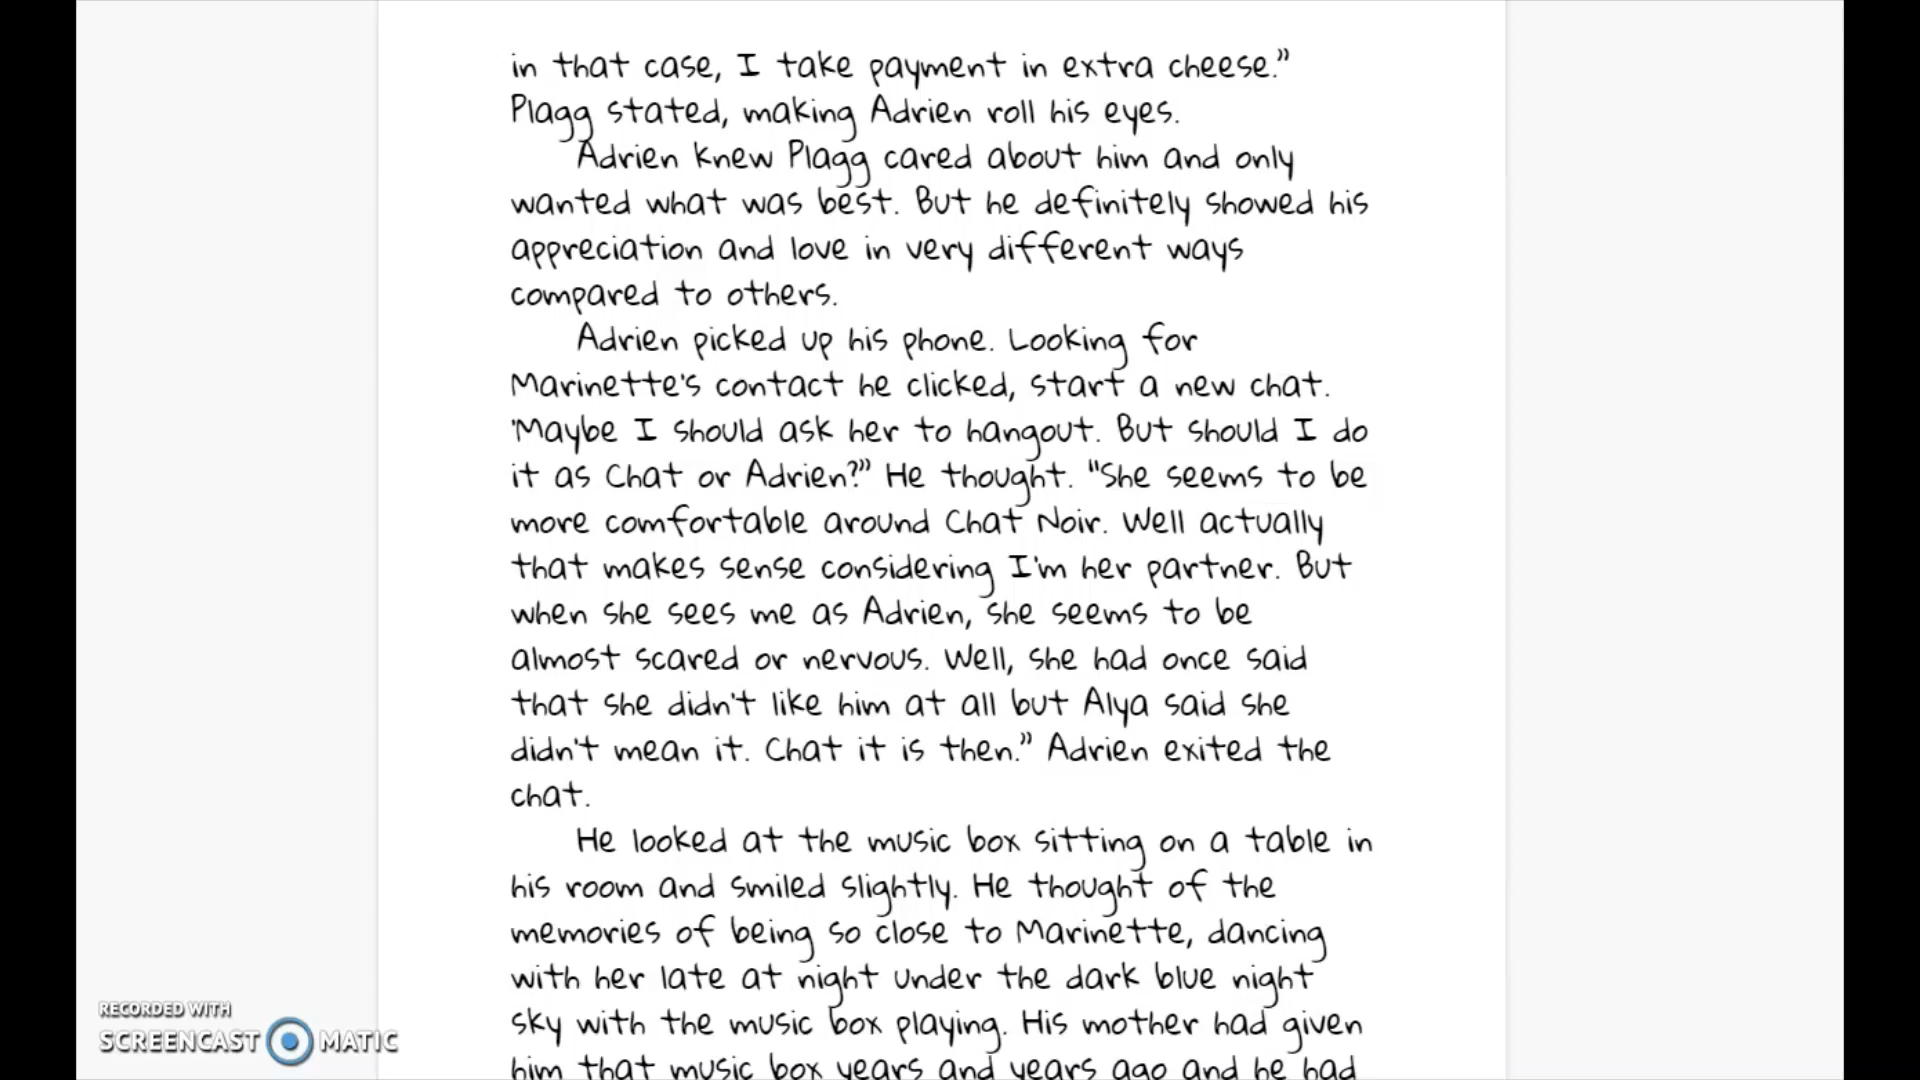 in that case, I take payment in extra cheese.”
Plagg stated, making Adrien roll his eyes.
Adrien knew Plagg cared about him and only
wanted what was best. But he definitely showed his
appreciation and love in very different ways
compared to others.
Adrien picked up his phone. Looking for
Marinette's contact he clicked, start a new chat.
'Maybe I should ask her to hangout. But should I do
it as Chat or Adrien?” He thought. "She seems to be
more comfortable around Chat Noir. Well actually
that makes sense considering I'm her partner. But
when she sees me as Adrien, she seems to be
almost scared or nervous. Well, she had once said
that she didn't like him at all but Alya said she
didn't mean it. Chat it is then.” Adrien exited the
chat.
He looked at the music box sitting on a table in
his room and smiled slightly. He thought of the
memories of being so close to Marinette, dancing
with her late at night under the dark blue night
sky with the music box playing. His mother had given
him that music box years and years ago and he had
RECORDED WITH
SCREENCAST MATIC